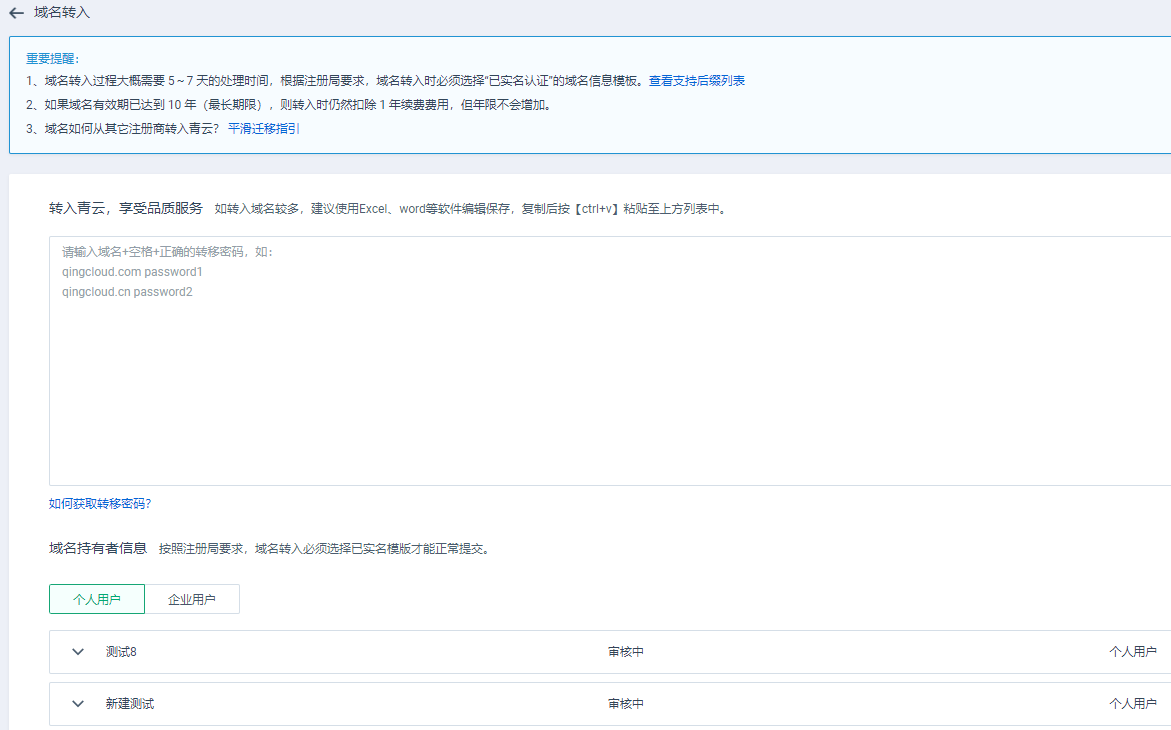 域名转入
重要提醒：
1、域名转入过程大概需要 5 ~ 7 天的处理时间，根据注册局要求，域名转入时必须选择“已实名认证”的域名信息模板。查看支持后缀列表
2、如果域名有效期已达到 10 年（最长期限），则转入时仍然扣除 1 年续费费用，但年限不会增加。
3、域名如何从其它注册商转入青云？ 平滑迁移指引
转入青云，享受品质服务 如转入域名较多，建议使用Excel、word等软件编辑保存，复制后按【ctrl+v】粘贴至上方列表中。
请输入域名+空格+正确的转移密码，如：
qingcloud.com password1
qingcloud.cn password2
如何获取转移密码?
域名持有者信息 按照注册局要求，域名转入必须选择已实名模版才能正常提交。
个人用户 企业用户
测试8 审核中 个人用户
新建测试 审核中 个人用户